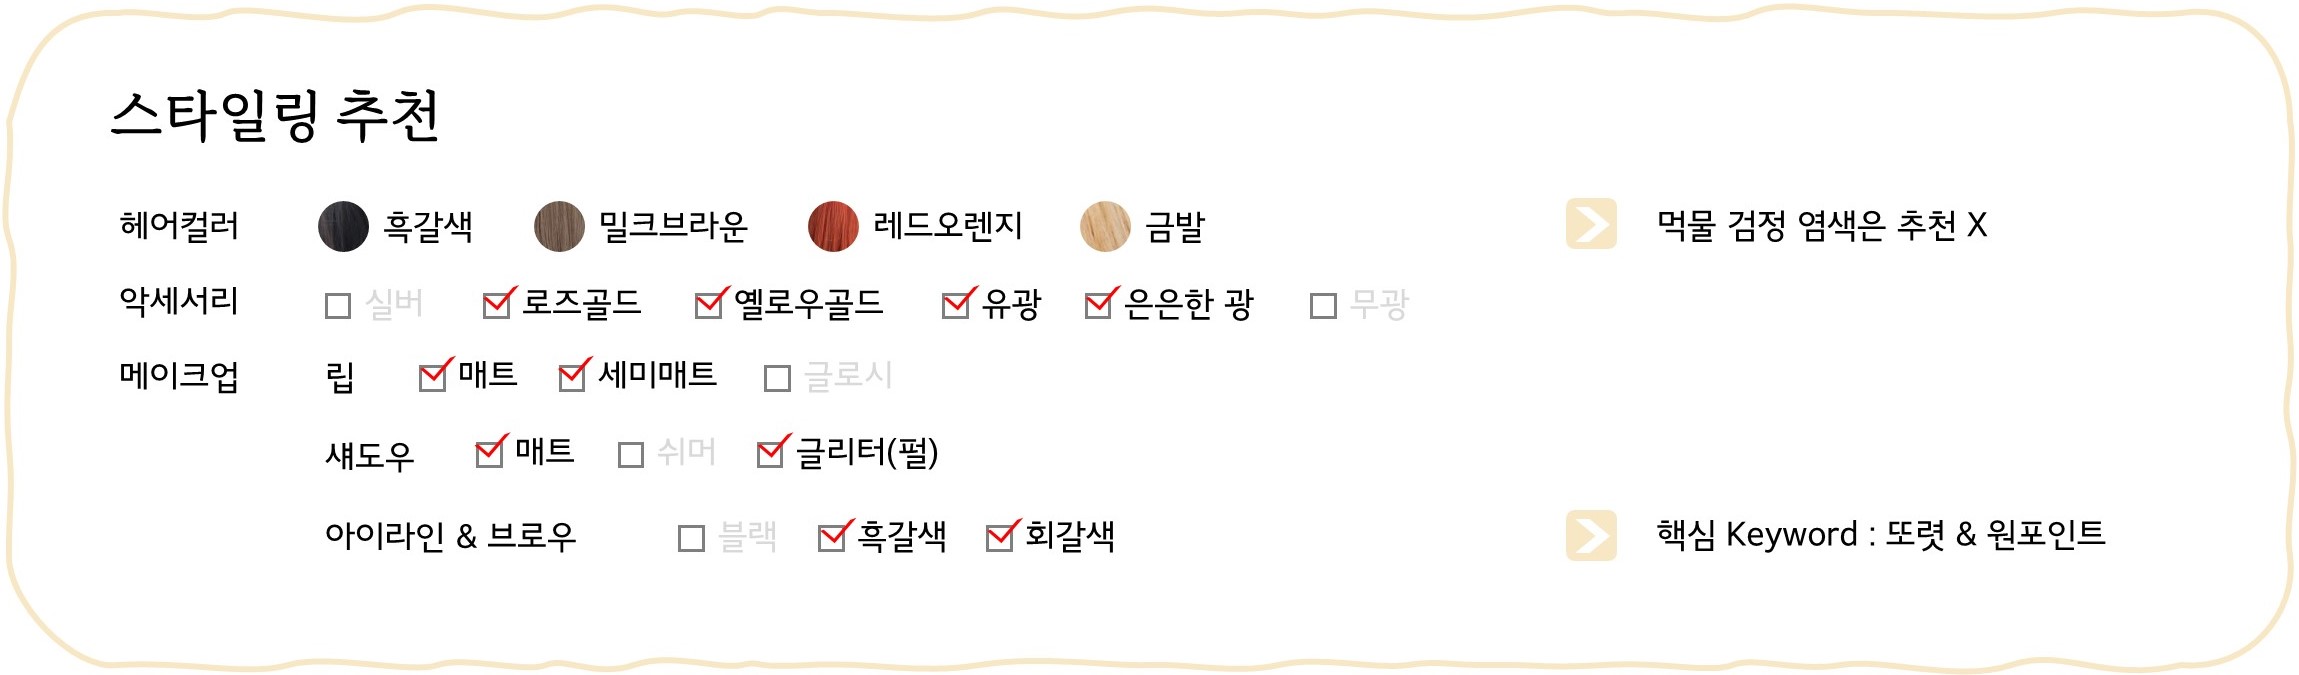 스타일링 추천
헤어컬러 흑갈색 밀크브라운 레드오렌지 금발 먹물 검정 염색은 추천 X
악세서리 실버 로즈골드 옐로우골드 유광 은은한 광 무광
메이크업 립 매트 세미매트 글로시
섀도우 매트 쉬머 글리터(펄)
아이라인 & 브로우 블랙 흑갈색 회갈색 핵심 Keyword : 또렷 & 원포인트